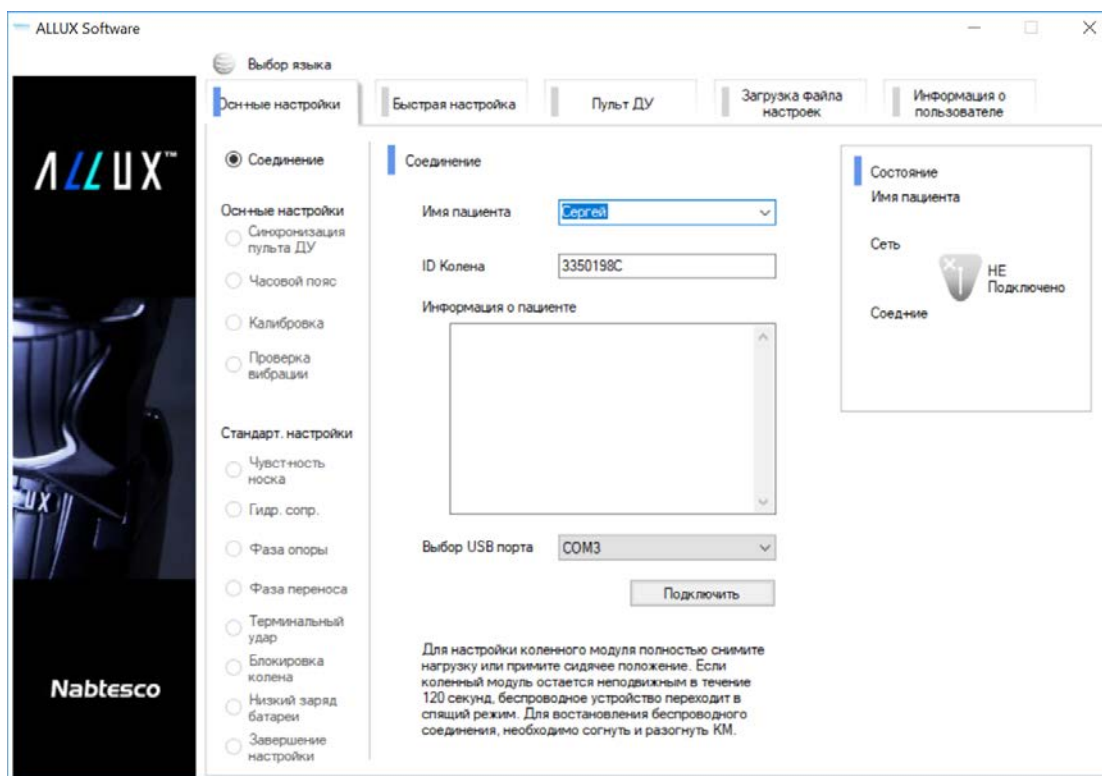 ALLUX Software
Выбор языка
Осн-ные настройки
Быстрая настройка
Пульт ДУ
Загрузка файла
настроек
Информация о
пользователе
ALLUX™
Соединение
Осн-ные настройки
Синхронизация
пульта ДУ
Часовой пояс
Калибровка
Проверка
вибрации
Стандарт. настройки
Чувст-ность
носка
Гидр. сопр.
Фаза опоры
Фаза переноса
Терминальный
удар
Блокировка
колена
Низкий заряд
батареи
Завершение
настройки
Соединение
Имя пациента
Сергей
ID Колена
3350198C
Информация о пациенте
Выбор USB порта
COM3
Подключить
Для настройки коленного модуля полностью снимите
нагрузку или примите сидячее положение. Если
коленный модуль остается неподвижным в течение
120 секунд, беспроводное устройство переходит в
спящий режим. Для востановления беспроводного
соединения, необходимо согнуть и разогнуть КМ.
Состояние
Имя пациента
Сеть
НЕ
Подключено
Соед-ние
UX
Nabtesco